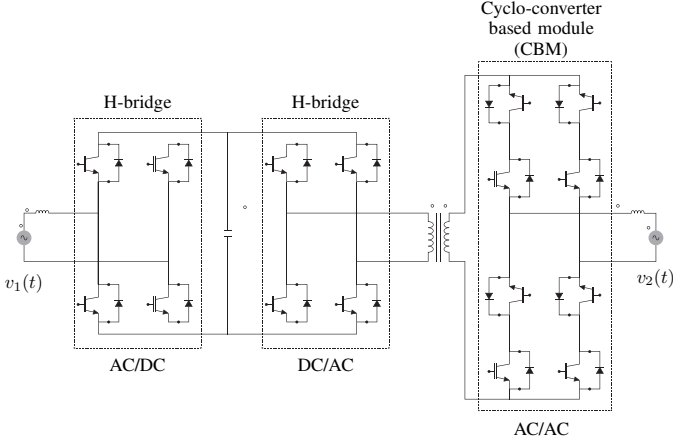 Cyclo-converter
based module
(CBM)
H-bridge
H-bridge
v₁(t)
v₂(t)
AC/DC
DC/AC
AC/AC